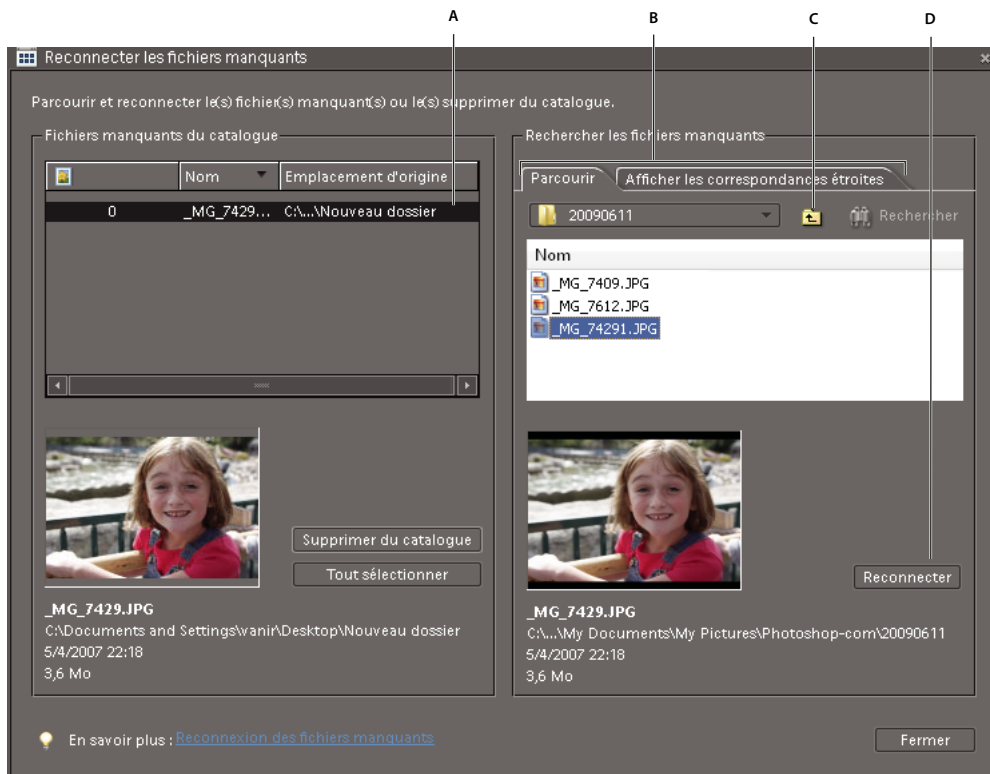 A B C D
Reconnecter les fichiers manquants
Parcourir et reconnecter le(s) fichier(s) manquant(s) ou le(s) supprimer du catalogue.
Fichiers manquants du catalogue
Nom Emplacement d'origine
0 _MG_7429... C:\...\Nouveau dossier
Supprimer du catalogue
Tout sélectionner
_MG_7429.JPG
C:\Documents and Settings\vanir\Desktop\Nouveau dossier
5/4/2007 22:18
3,6 Mo
Rechercher les fichiers manquants
Parcourir Afficher les correspondances étroites
20090611 Rechercher
Nom
_MG_7409.JPG
_MG_7612.JPG
_MG_74291.JPG
Reconnecter
_MG_7429.JPG
C:\...\My Documents\My Pictures\Photoshop-com\20090611
5/4/2007 22:18
3,6 Mo
En savoir plus : Reconnexion des fichiers manquants
Fermer